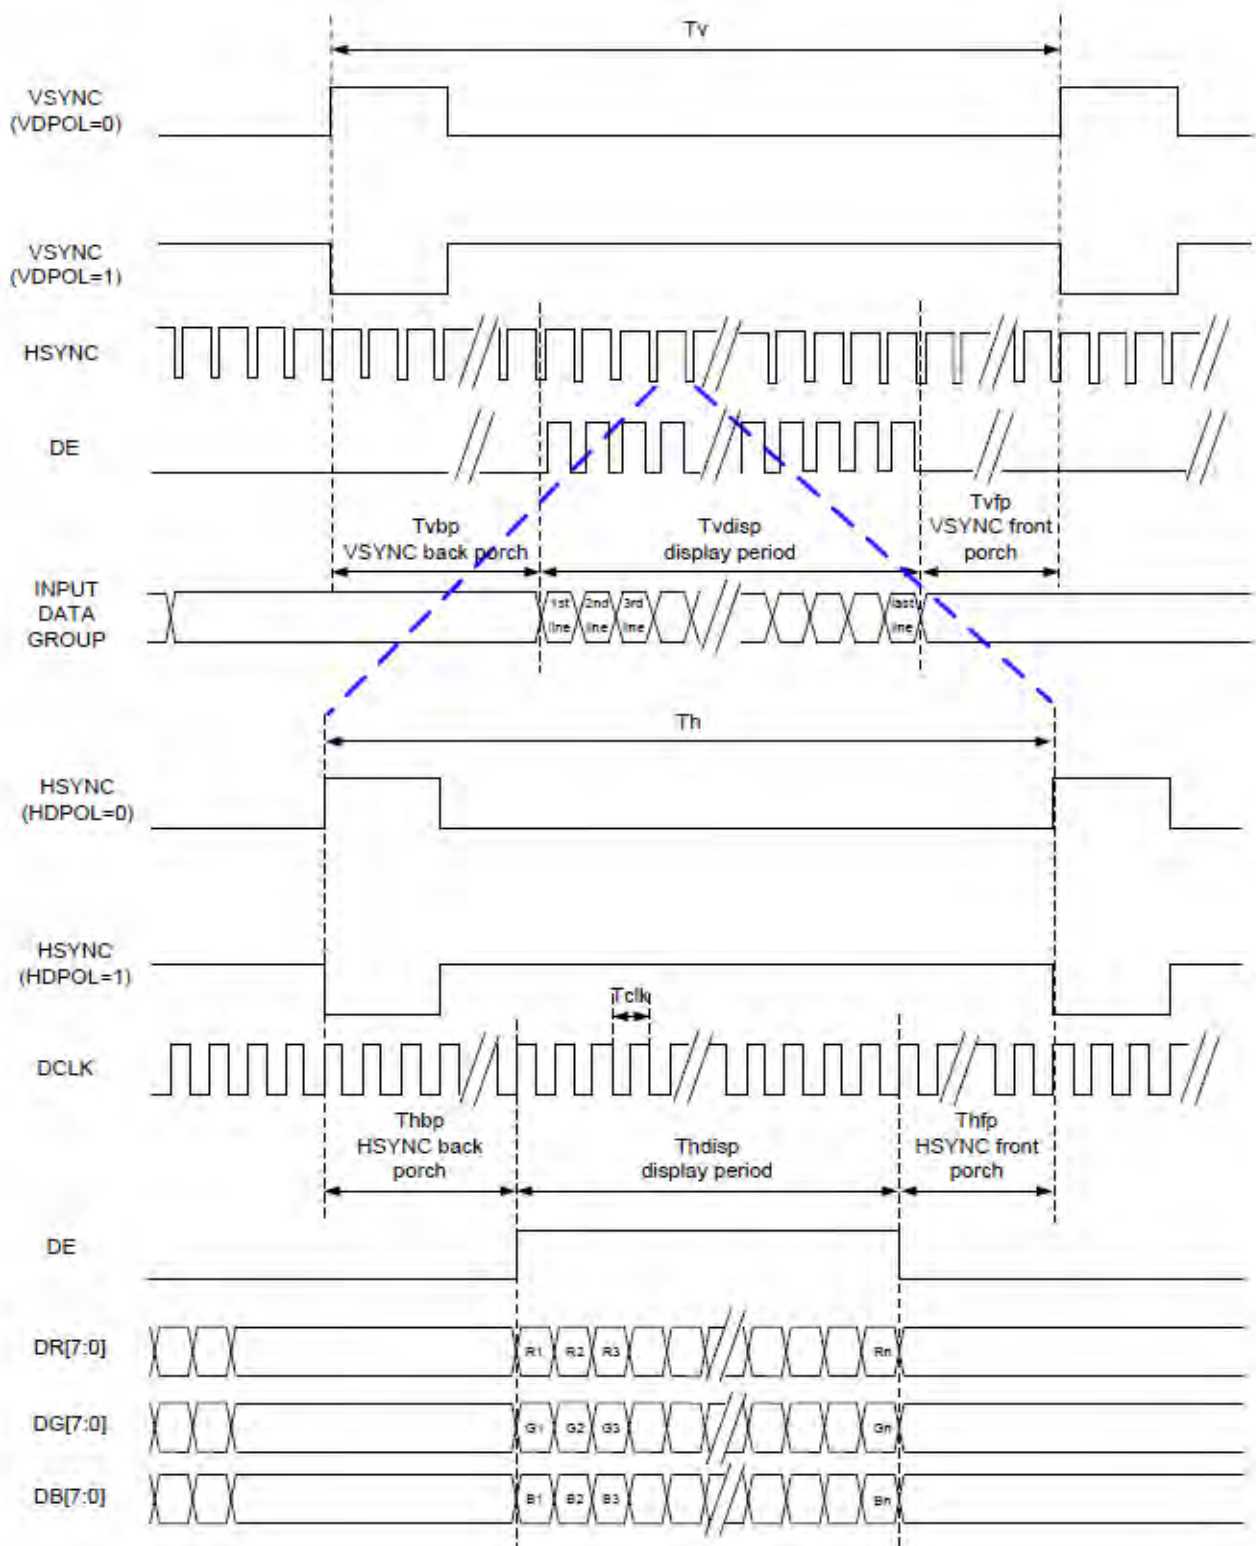 Tv
VSYNC
(VDPOL=0)
VSYNC
(VDPOL=1)
HSYNC
DE
Tvbp
VSYNC back porch
Tvdisp
display period
Tvfp
VSYNC front
porch
INPUT
DATA
GROUP
1st
line
2nd
line
3rd
line
last
line
Th
HSYNC
(HDPOL=0)
HSYNC
(HDPOL=1)
Tclk
DCLK
Thbp
HSYNC back
porch
Thdisp
display period
Thfp
HSYNC front
porch
DE
DR[7:0]
R1 R2 R3 Rn
DG[7:0]
G1 G2 G3 Gn
DB[7:0]
B1 B2 B3 Bn